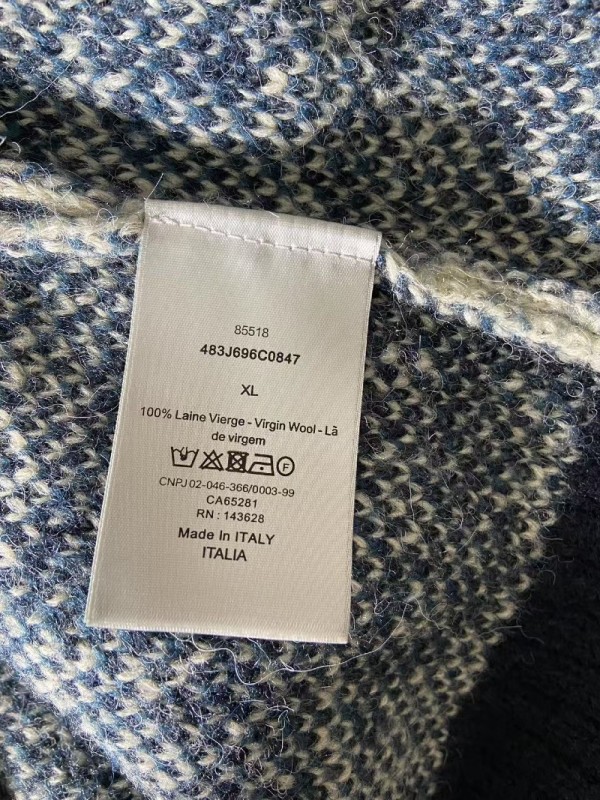 85518
483J696C0847
XL
100% Laine Vierge - Virgin Wool - Lã
de virgem
F
CNPJ 02-046-366/0003-99
CA65281
RN : 143628
Made In ITALY
ITALIA